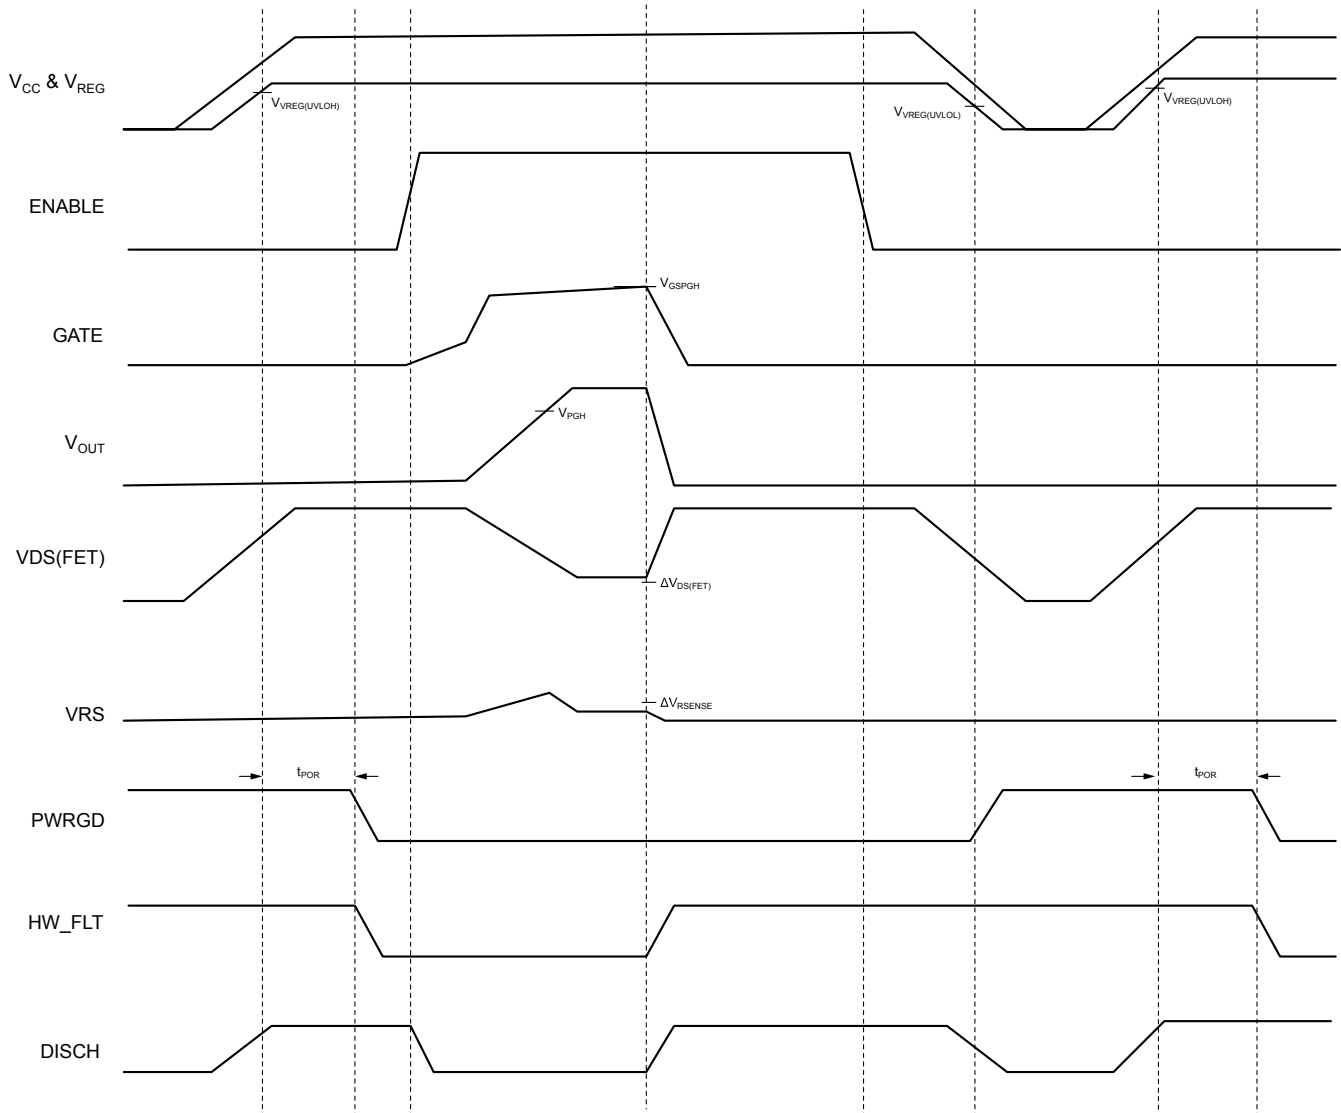 V_CC & V_REG
V_VREG(UVLOH)
V_VREG(UVLOL)
V_VREG(UVLOH)
ENABLE
GATE
V_GSPGH
V_OUT
V_PGH
VDS(FET)
ΔV_DS(FET)
VRS
ΔV_RSENSE
t_POR
t_POR
PWRGD
HW_FLT
DISCH